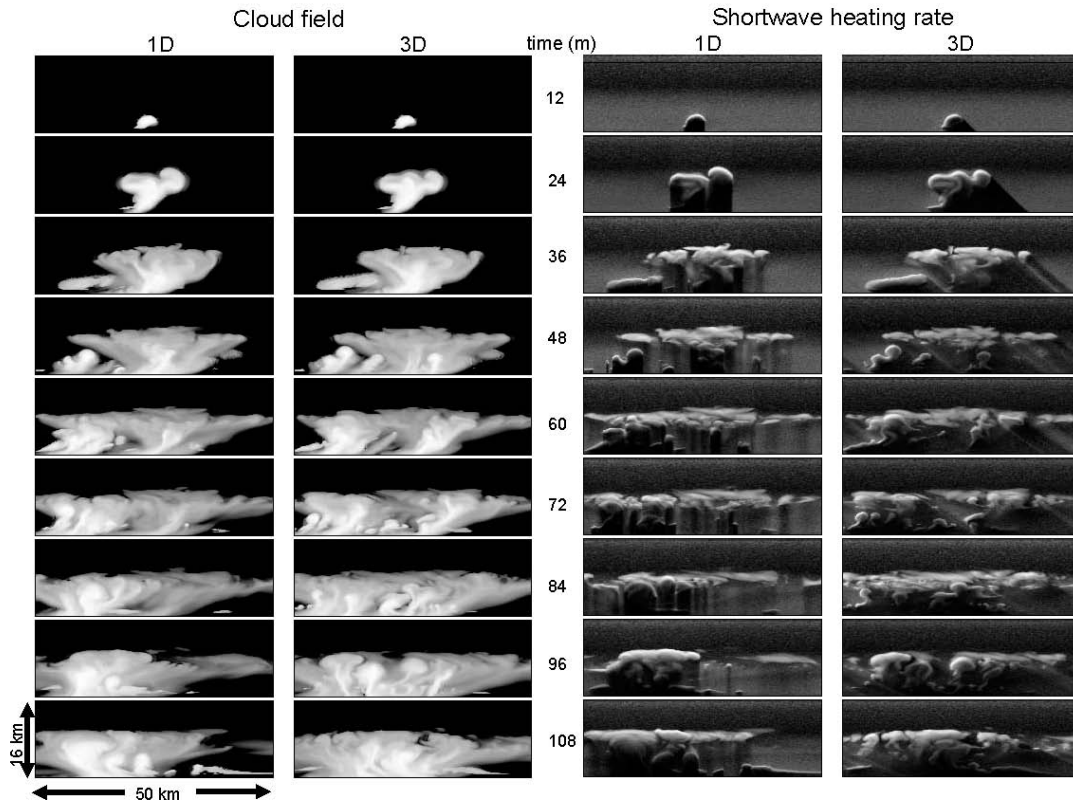 Cloud field
Shortwave heating rate
1D
3D
time (m)
1D
3D
12
24
36
48
60
72
84
96
108
16 km
50 km